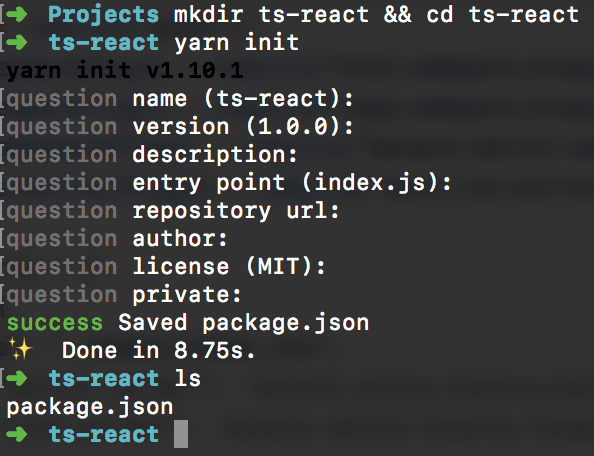 ➜ Projects mkdir ts-react && cd ts-react
➜ ts-react yarn init
yarn init v1.10.1
question name (ts-react):
question version (1.0.0):
question description:
question entry point (index.js):
question repository url:
question author:
question license (MIT):
question private:
success Saved package.json
✨ Done in 8.75s.
➜ ts-react ls
package.json
➜ ts-react